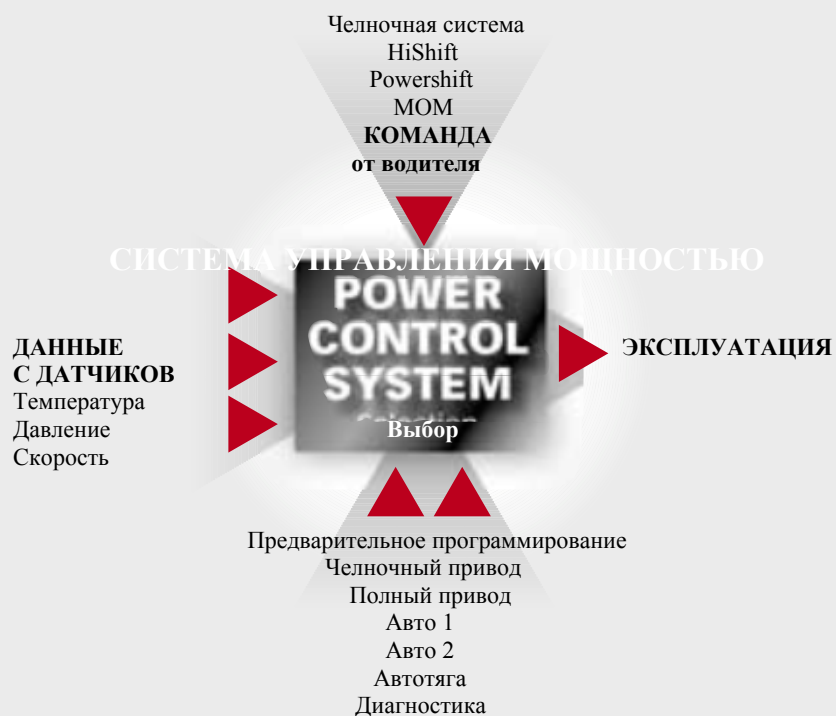 Челночная система
HiShift
Powershift
МОМ
КОМАНДА
от водителя
СИСТЕМА УПРАВЛЕНИЯ МОЩНОСТЬЮ
POWER
CONTROL
SYSTEM
Selection
Выбор
ДАННЫЕ
С ДАТЧИКОВ
Температура
Давление
Скорость
ЭКСПЛУАТАЦИЯ
Предварительное программирование
Челночный привод
Полный привод
Авто 1
Авто 2
Автотяга
Диагностика